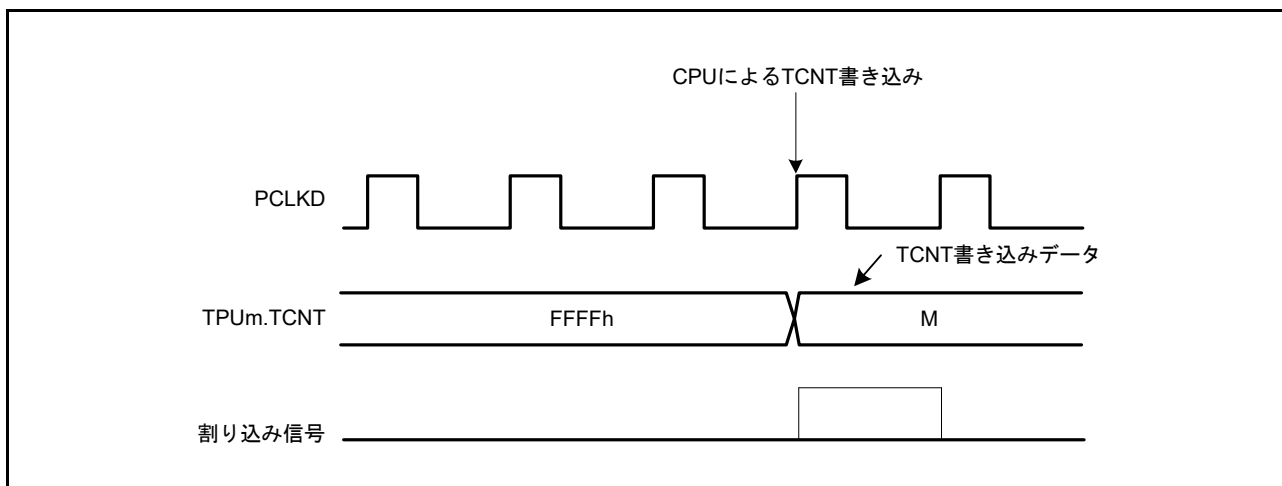 CPUによるTCNT書き込み
PCLKD
TCNT書き込みデータ
TPUm.TCNT
FFFFh
M
割り込み信号